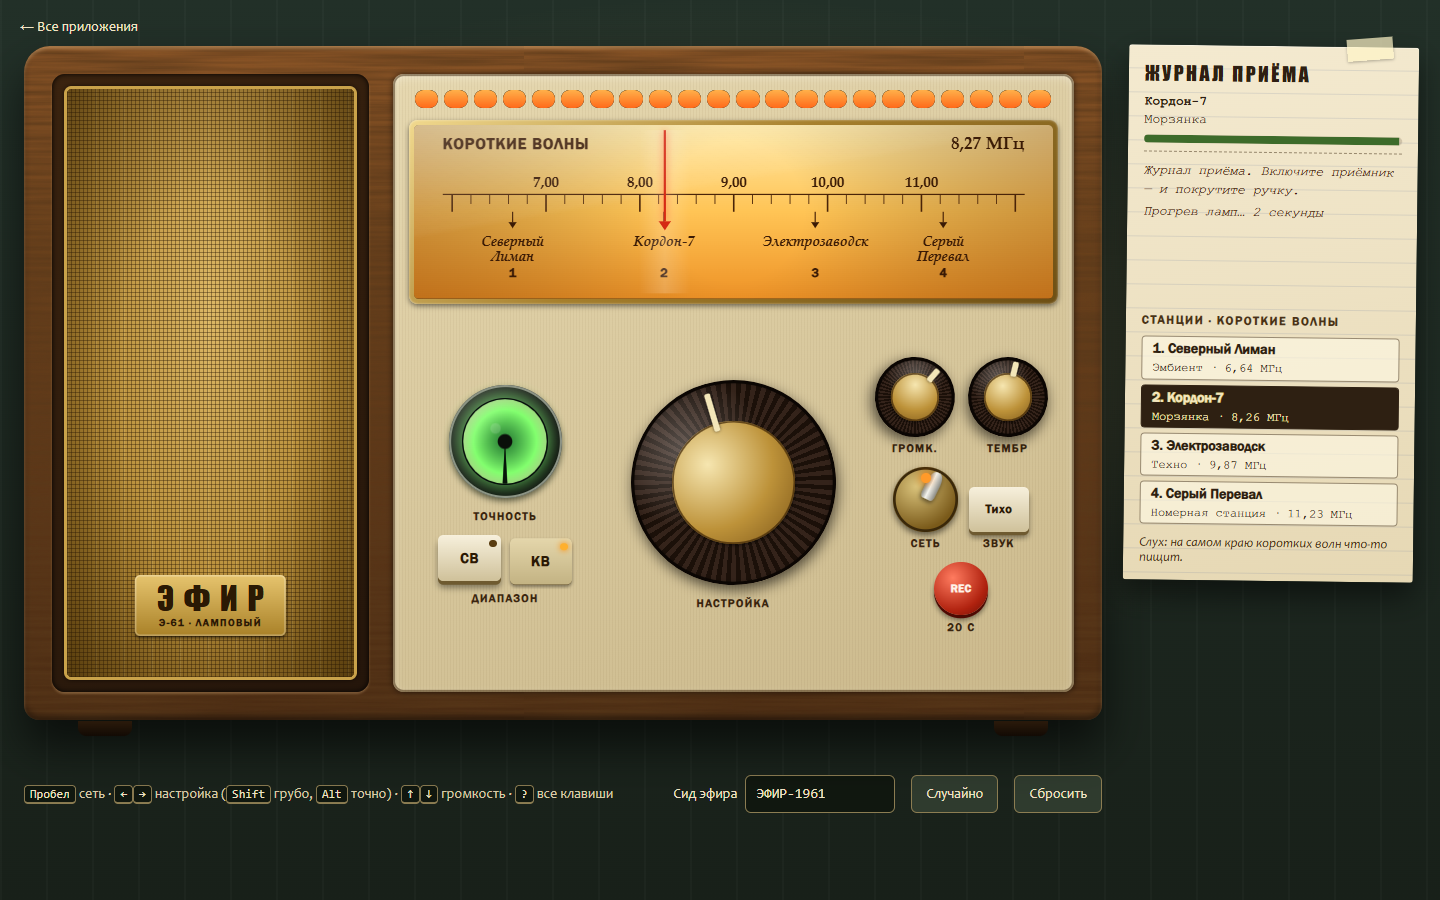 ← Все приложения
КОРОТКИЕ ВОЛНЫ
8,27 МГц
7,00 8,00 9,00 10,00 11,00
Северный Лиман
1
Кордон-7
2
Электрозаводск
3
Серый Перевал
4
ТОЧНОСТЬ
СВ
КВ
ДИАПАЗОН
НАСТРОЙКА
ГРОМК.
ТЕМБР
СЕТЬ
Тихо
ЗВУК
REC
20 С
ЭФИР
Э-61 · ЛАМПОВЫЙ
ЖУРНАЛ ПРИЁМА
Кордон-7
Морзянка
Журнал приёма. Включите приёмник
— и покрутите ручку.
Прогрев ламп… 2 секунды
СТАНЦИИ · КОРОТКИЕ ВОЛНЫ
1. Северный Лиман
Эмбиент · 6,64 МГц
2. Кордон-7
Морзянка · 8,26 МГц
3. Электрозаводск
Техно · 9,87 МГц
4. Серый Перевал
Номерная станция · 11,23 МГц
Слух: на самом краю коротких волн что-то
пищит.
Пробел сеть · ← → настройка (Shift грубо, Alt точно) · ↑ ↓ громкость · ? все клавиши
Сид эфира
ЭФИР-1961
Случайно
Сбросить